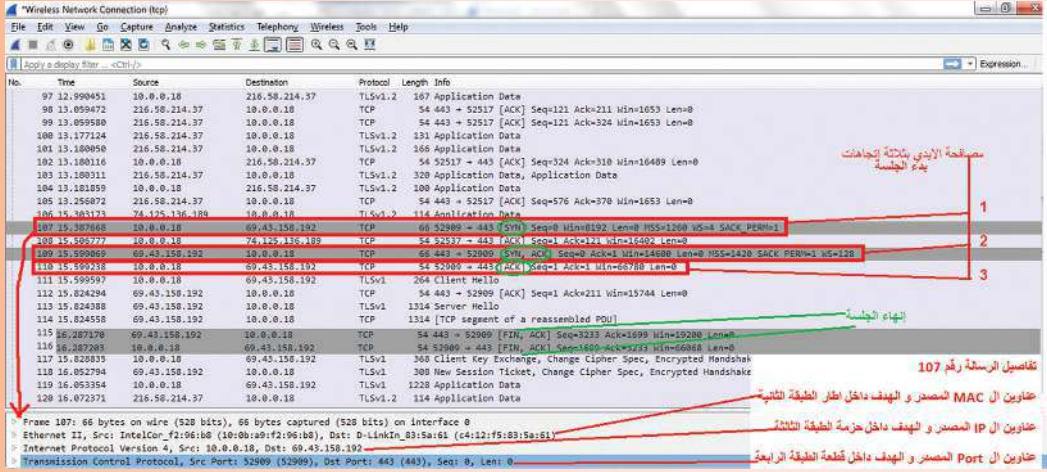 *Wireless Network Connection (tcp)
File Edit View Go Capture Analyze Statistics Telephony Wireless Tools Help
Apply a display filter ... <Ctrl-/>
Expression...
No. Time Source Destination Protocol Length Info
97 12.990451 10.0.0.18 216.58.214.37 TLSv1.2 167 Application Data
98 13.059472 216.58.214.37 10.0.0.18 TCP 54 443 → 52517 [ACK] Seq=121 Ack=211 Win=1653 Len=0
99 13.059580 216.58.214.37 10.0.0.18 TCP 54 443 → 52517 [ACK] Seq=121 Ack=324 Win=1653 Len=0
100 13.177124 216.58.214.37 10.0.0.18 TLSv1.2 131 Application Data
101 13.180050 216.58.214.37 10.0.0.18 TLSv1.2 166 Application Data
102 13.180116 10.0.0.18 216.58.214.37 TCP 54 52517 → 443 [ACK] Seq=324 Ack=310 Win=16489 Len=0
103 13.180311 216.58.214.37 10.0.0.18 TLSv1.2 320 Application Data, Application Data
104 13.181859 10.0.0.18 216.58.214.37 TLSv1.2 100 Application Data
105 13.256072 216.58.214.37 10.0.0.18 TCP 54 443 → 52517 [ACK] Seq=576 Ack=370 Win=1653 Len=0
106 15.303173 74.125.136.189 10.0.0.18 TLSv1.2 114 Application Data
107 15.387668 10.0.0.18 69.43.158.192 TCP 66 52909 → 443 [SYN] Seq=0 Win=8192 Len=0 MSS=1260 WS=4 SACK_PERM=1
108 15.506777 10.0.0.18 74.125.136.189 TCP 54 52537 → 443 [ACK] Seq=1 Ack=121 Win=16402 Len=0
109 15.599069 69.43.158.192 10.0.0.18 TCP 66 443 → 52909 [SYN, ACK] Seq=0 Ack=1 Win=14600 Len=0 MSS=1420 SACK_PERM=1 WS=128
110 15.599238 10.0.0.18 69.43.158.192 TCP 54 52909 → 443 [ACK] Seq=1 Ack=1 Win=66780 Len=0
111 15.599597 10.0.0.18 69.43.158.192 TLSv1 264 Client Hello
112 15.824294 69.43.158.192 10.0.0.18 TCP 54 443 → 52909 [ACK] Seq=1 Ack=211 Win=15744 Len=0
113 15.824388 69.43.158.192 10.0.0.18 TLSv1 1314 Server Hello
114 15.824558 69.43.158.192 10.0.0.18 TCP 1314 [TCP segment of a reassembled PDU]
115 16.287170 69.43.158.192 10.0.0.18 TCP 54 443 → 52909 [FIN, ACK] Seq=3233 Ack=1699 Win=19200 Len=0
116 16.287203 10.0.0.18 69.43.158.192 TCP 54 52909 → 443 [FIN, ACK] Seq=1699 Ack=3233 Win=66068 Len=0
117 15.828835 10.0.0.18 69.43.158.192 TLSv1 368 Client Key Exchange, Change Cipher Spec, Encrypted Handshak
118 16.052794 69.43.158.192 10.0.0.18 TLSv1 308 New Session Ticket, Change Cipher Spec, Encrypted Handshake
119 16.053354 10.0.0.18 69.43.158.192 TLSv1 1228 Application Data
120 16.072371 216.58.214.37 10.0.0.18 TLSv1.2 114 Application Data
مصافحة الايدي بثلاثة إتجاهات
بدء الجلسة
1
2
3
إنهاء الجلسة
تفاصيل الرسالة رقم 107
Frame 107: 66 bytes on wire (528 bits), 66 bytes captured (528 bits) on interface 0
Ethernet II, Src: IntelCor_f2:96:b8 (10:0b:a9:f2:96:b8), Dst: D-LinkIn_83:5a:61 (c4:12:f5:83:5a:61)
عناوين ال MAC المصدر و الهدف داخل اطار الطبقة الثانية
Internet Protocol Version 4, Src: 10.0.0.18, Dst: 69.43.158.192
عناوين ال IP المصدر و الهدف داخل حزمة الطبقة الثالثة
Transmission Control Protocol, Src Port: 52909 (52909), Dst Port: 443 (443), Seq: 0, Len: 0
عناوين ال Port المصدر و الهدف داخل قطعة الطبقة الرابعة